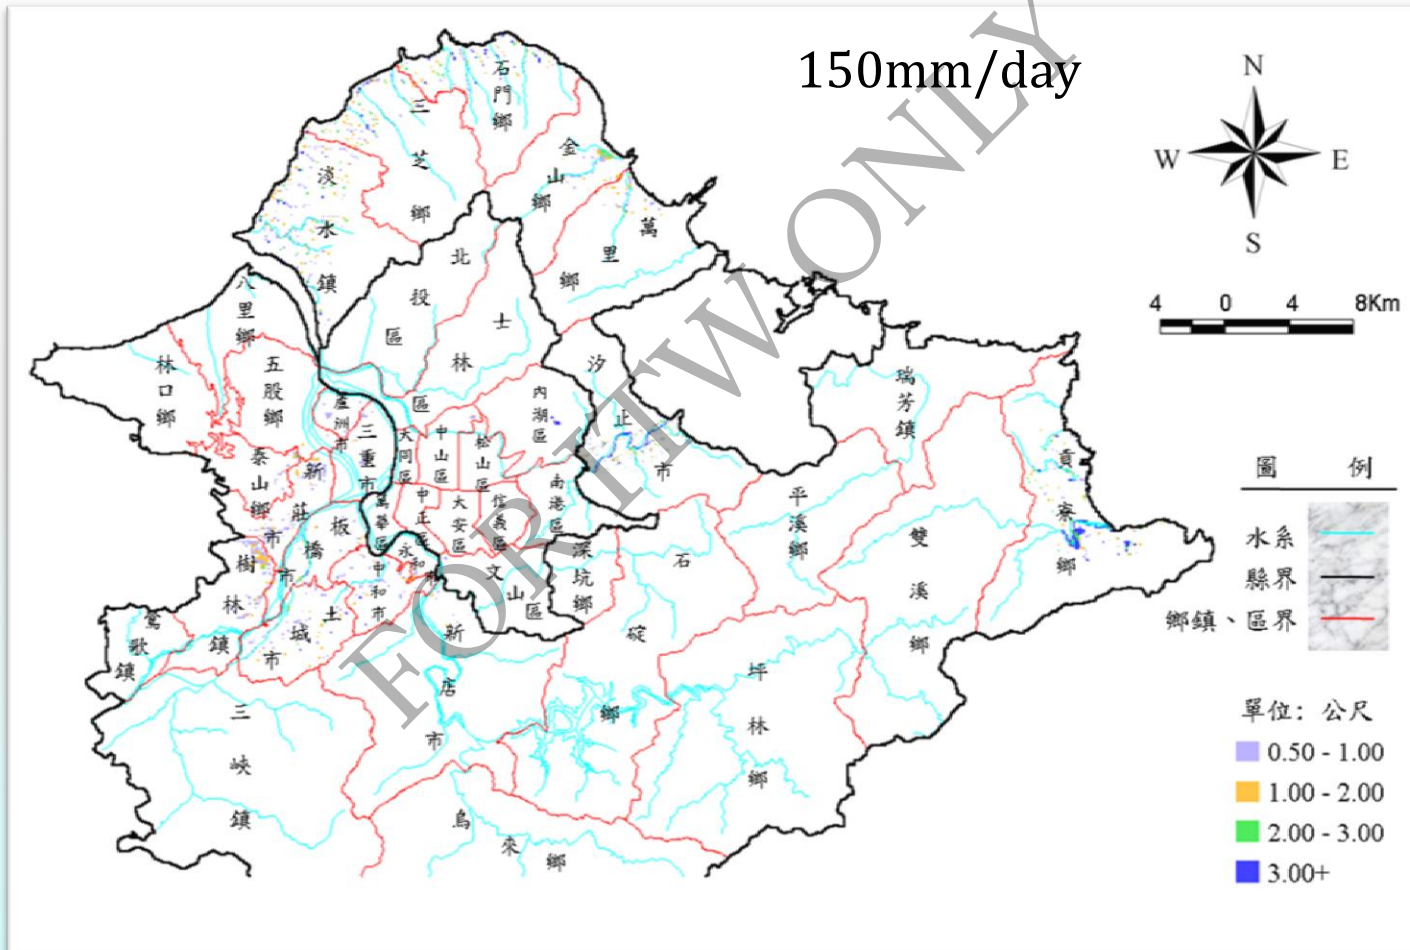 150mm/day
N
W
E
S
4 0 4 8Km
石門鄉
三芝鄉
金山鄉
淡水鎮
萬里鄉
北投區
士林區
八里鄉
林口鄉
五股鄉
蘆洲市
三重市
汐止市
內湖區
瑞芳鎮
大同區
中山區
松山區
泰山鄉
新莊市
南港區
貢寮鄉
平溪鄉
雙溪鄉
萬華區
中正區
大安區
信義區
板橋市
永和市
中和市
文山區
深坑鄉
石碇鄉
樹林鎮
土城市
鶯歌鎮
新店市
坪林鄉
三峽鎮
烏來鄉
圖 例
水系
縣界
鄉鎮、區界
單位：公尺
0.50 - 1.00
1.00 - 2.00
2.00 - 3.00
3.00+
FOR ITW ONLY